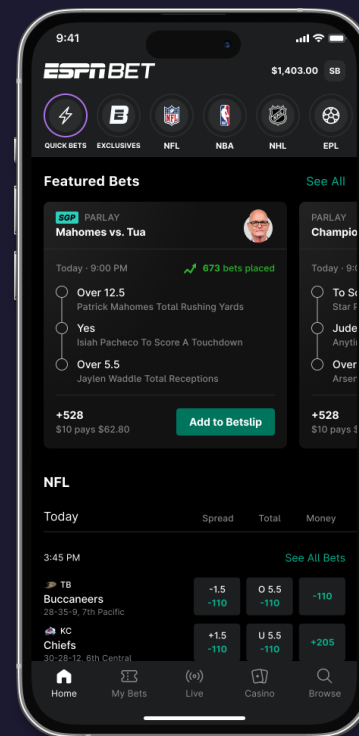 9:41
ESPN BET
$1,403.00 SB
QUICK BETS EXCLUSIVES NFL NBA NHL EPL
Featured Bets See All
SGP PARLAY
Mahomes vs. Tua
Today · 9:00 PM 673 bets placed
Over 12.5
Patrick Mahomes Total Rushing Yards
Yes
Isiah Pacheco To Score A Touchdown
Over 5.5
Jaylen Waddle Total Receptions
+528
$10 pays $62.80
Add to Betslip
PARLAY
Champio
Today · 9:0
To Sc
Star P
Jude
Anyti
Over
Arsen
+528
$10 pays $
NFL
Today Spread Total Money
3:45 PM See All Bets
TB
Buccaneers
28-35-9, 7th Pacific
-1.5 O 5.5
-110 -110 -110
KC
Chiefs
30-28-12, 6th Central
+1.5 U 5.5
-110 -110 +205
Home My Bets Live Casino Browse